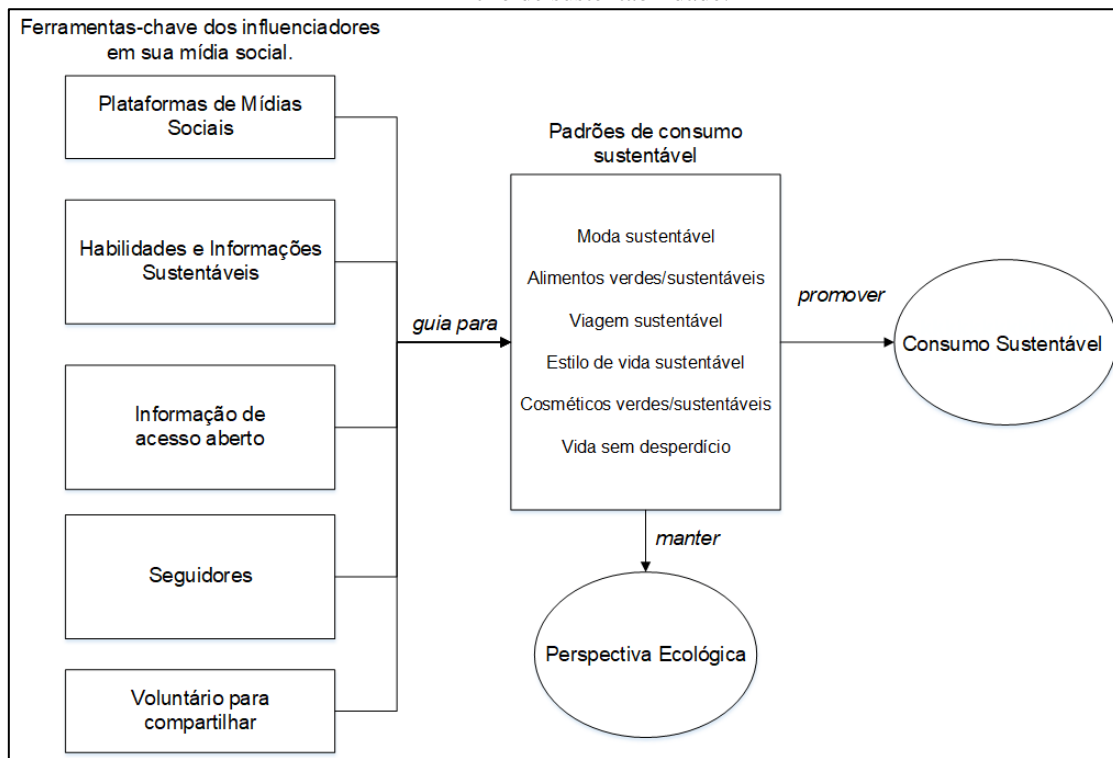 Ferramentas-chave dos influenciadores
em sua mídia social.
Plataformas de Mídias
Sociais
Habilidades e Informações
Sustentáveis
Informação de
acesso aberto
Seguidores
Voluntário para
compartilhar
guia para
Padrões de consumo
sustentável
Moda sustentável
Alimentos verdes/sustentáveis
Viagem sustentável
Estilo de vida sustentável
Cosméticos verdes/sustentáveis
Vida sem desperdício
promover
Consumo Sustentável
manter
Perspectiva Ecológica